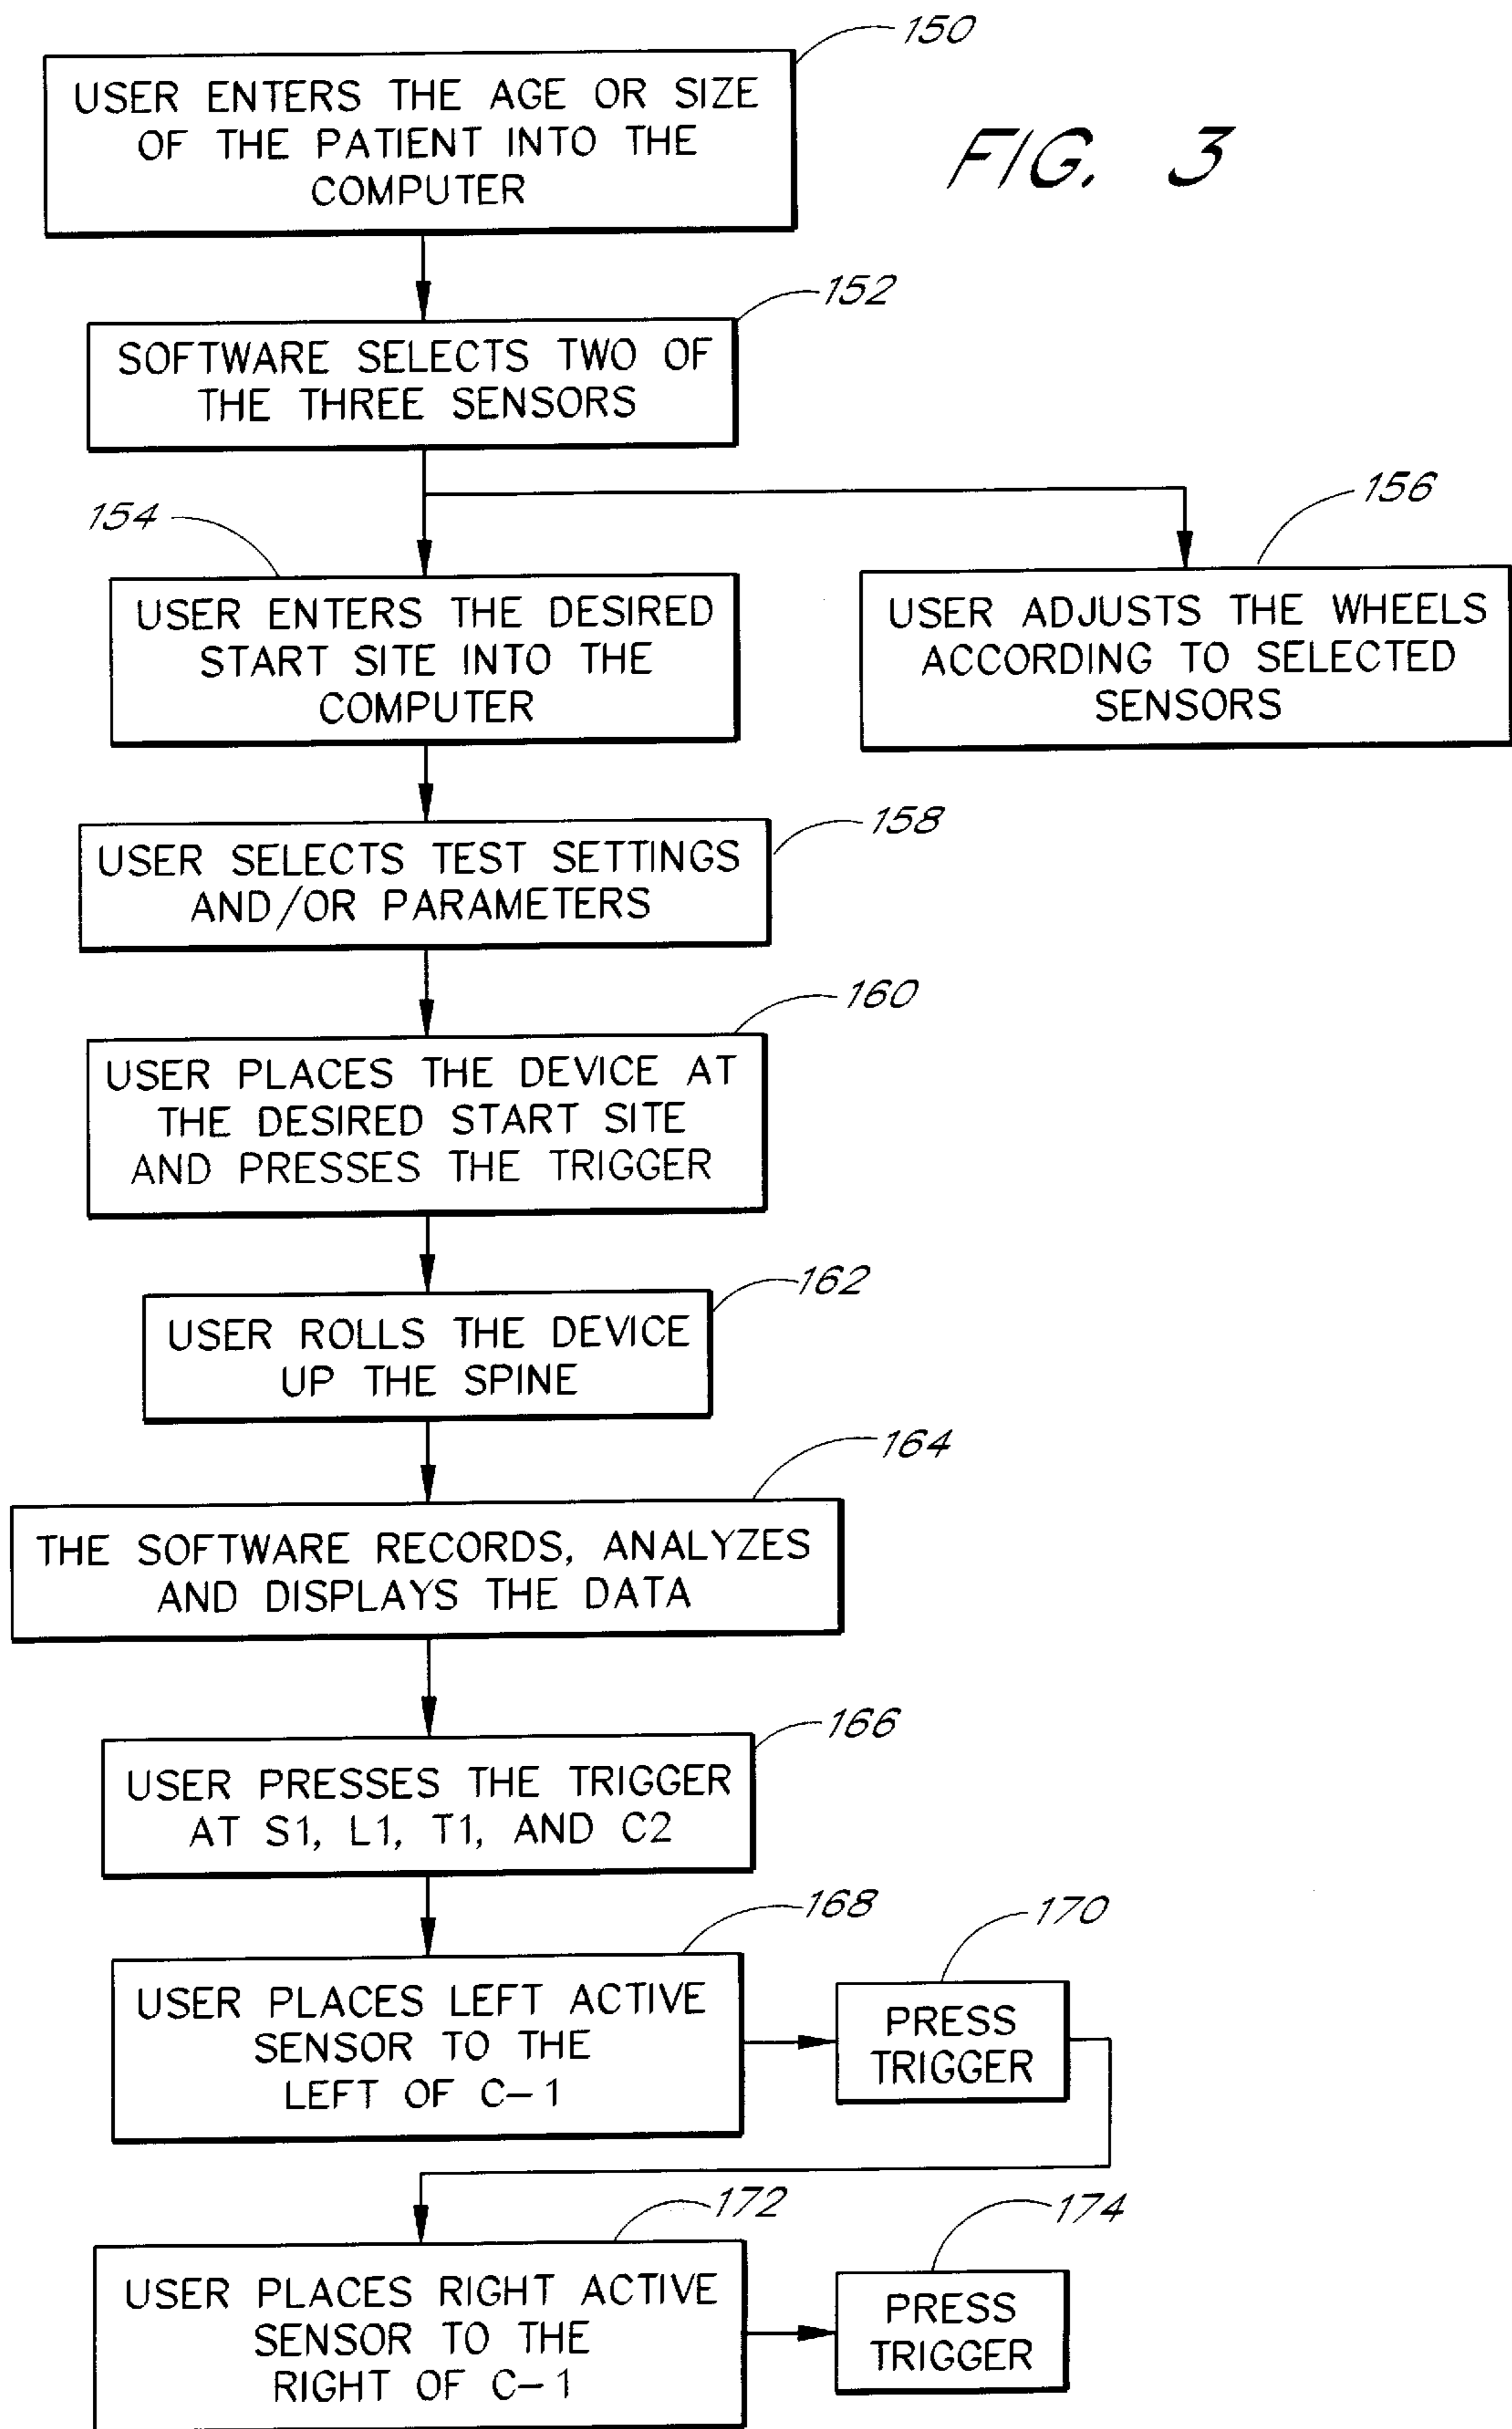 150
USER ENTERS THE AGE OR SIZE
OF THE PATIENT INTO THE
COMPUTER
FIG. 3
152
SOFTWARE SELECTS TWO OF
THE THREE SENSORS
154
USER ENTERS THE DESIRED
START SITE INTO THE
COMPUTER
156
USER ADJUSTS THE WHEELS
ACCORDING TO SELECTED
SENSORS
158
USER SELECTS TEST SETTINGS
AND/OR PARAMETERS
160
USER PLACES THE DEVICE AT
THE DESIRED START SITE
AND PRESSES THE TRIGGER
162
USER ROLLS THE DEVICE
UP THE SPINE
164
THE SOFTWARE RECORDS, ANALYZES
AND DISPLAYS THE DATA
166
USER PRESSES THE TRIGGER
AT S1, L1, T1, AND C2
168
USER PLACES LEFT ACTIVE
SENSOR TO THE
LEFT OF C-1
170
PRESS
TRIGGER
172
USER PLACES RIGHT ACTIVE
SENSOR TO THE
RIGHT OF C-1
174
PRESS
TRIGGER